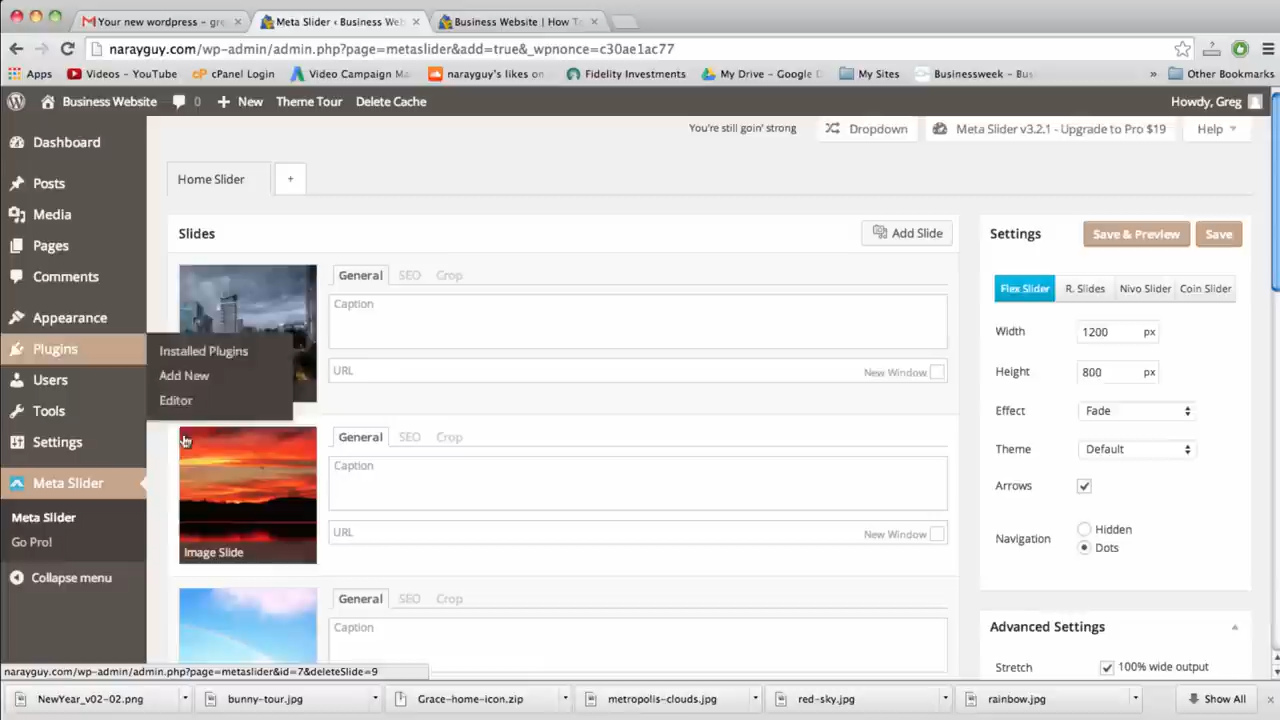 Your new wordpress – gre
Meta Slider ‹ Business Web
Business Website | How T
narayguy.com/wp-admin/admin.php?page=metaslider&add=true&_wpnonce=c30ae1ac77
Apps Videos – YouTube cPanel Login Video Campaign Ma narayguy's likes on Fidelity Investments My Drive – Google D My Sites Businessweek – Bus » Other Bookmarks
Business Website 0 + New Theme Tour Delete Cache Howdy, Greg
You're still goin' strong Dropdown Meta Slider v3.2.1 - Upgrade to Pro $19 Help
Dashboard
Posts
Media
Pages
Comments
Appearance
Plugins
Installed Plugins
Add New
Editor
Users
Tools
Settings
Meta Slider
Meta Slider
Go Pro!
Collapse menu
Home Slider +
Slides Add Slide
General SEO Crop
Caption
URL New Window
General SEO Crop
Caption
URL New Window
Image Slide
General SEO Crop
Caption
Settings Save & Preview Save
Flex Slider R. Slides Nivo Slider Coin Slider
Width 1200 px
Height 800 px
Effect Fade
Theme Default
Arrows
Navigation Hidden
Dots
Advanced Settings
Stretch 100% wide output
narayguy.com/wp-admin/admin.php?page=metaslider&id=7&deleteSlide=9
NewYear_v02-02.png bunny-tour.jpg Grace-home-icon.zip metropolis-clouds.jpg red-sky.jpg rainbow.jpg Show All